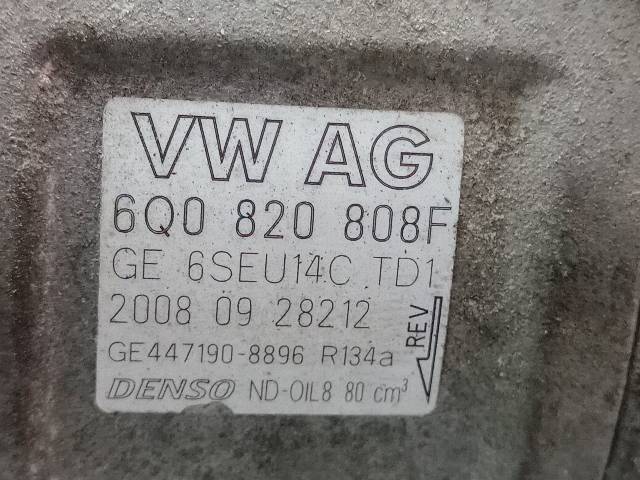 VW AG
6Q0 820 808F
GE 6SEU14C TD1
2008 09 28212
REV
GE447190-8896 R134a
DENSO ND-OIL8 80 cm³